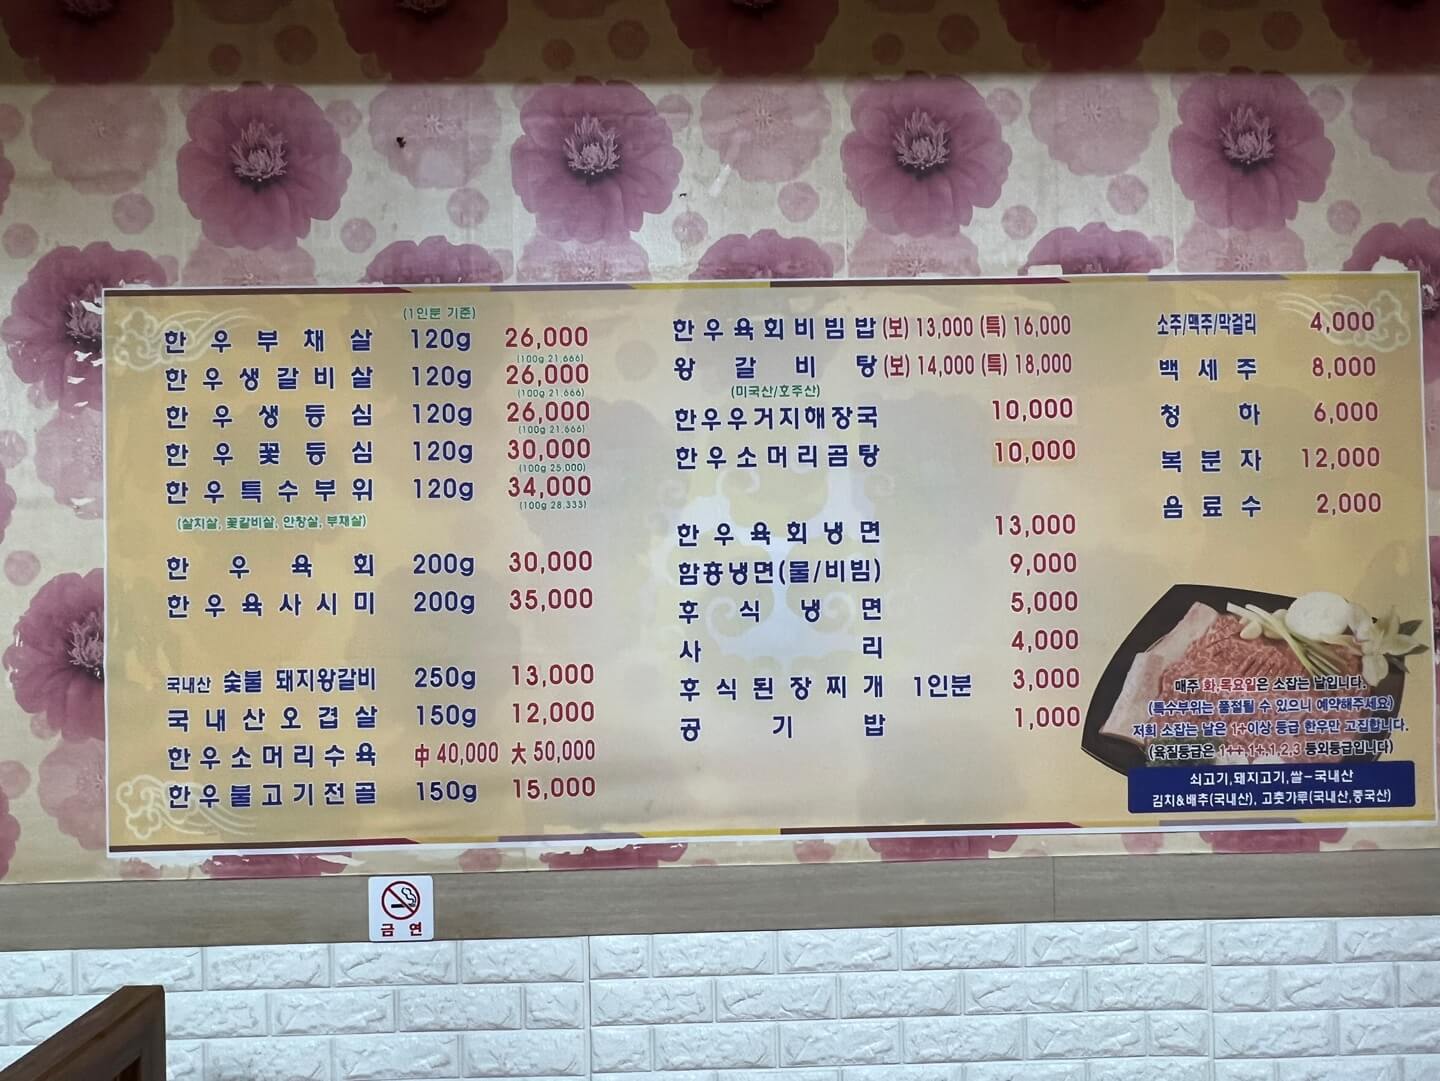 (1인분 기준)
한우부채살 120g 26,000
(100g 21,666)
한우생갈비살 120g 26,000
(100g 21,666)
한우생등심 120g 26,000
(100g 21,666)
한우꽃등심 120g 30,000
(100g 25,000)
한우특수부위 120g 34,000
(100g 28,333)
(살치살, 꽃갈비살, 안창살, 부채살)
한우육회 200g 30,000
한우육사시미 200g 35,000
국내산 숯불 돼지왕갈비 250g 13,000
국내산오겹살 150g 12,000
한우소머리수육 中 40,000 大 50,000
한우불고기전골 150g 15,000
한우육회비빔밥 (보) 13,000 (특) 16,000
왕갈비탕 (보) 14,000 (특) 18,000
(미국산/호주산)
한우우거지해장국 10,000
한우소머리곰탕 10,000
한우육회냉면 13,000
함흥냉면(물/비빔) 9,000
후식냉면 5,000
사리 4,000
후식된장찌개 1인분 3,000
공기밥 1,000
소주/맥주/막걸리 4,000
백세주 8,000
청하 6,000
복분자 12,000
음료수 2,000
매주 화,목요일은 소잡는 날입니다.
(특수부위는 품절될 수 있으니 예약해주세요)
저희 소잡는 날은 1+이상 등급 한우만 고집합니다.
(육질등급은 1++,1+,1,2,3 등외등급입니다)
쇠고기,돼지고기,쌀-국내산
김치&배추(국내산), 고춧가루(국내산,중국산)
금연